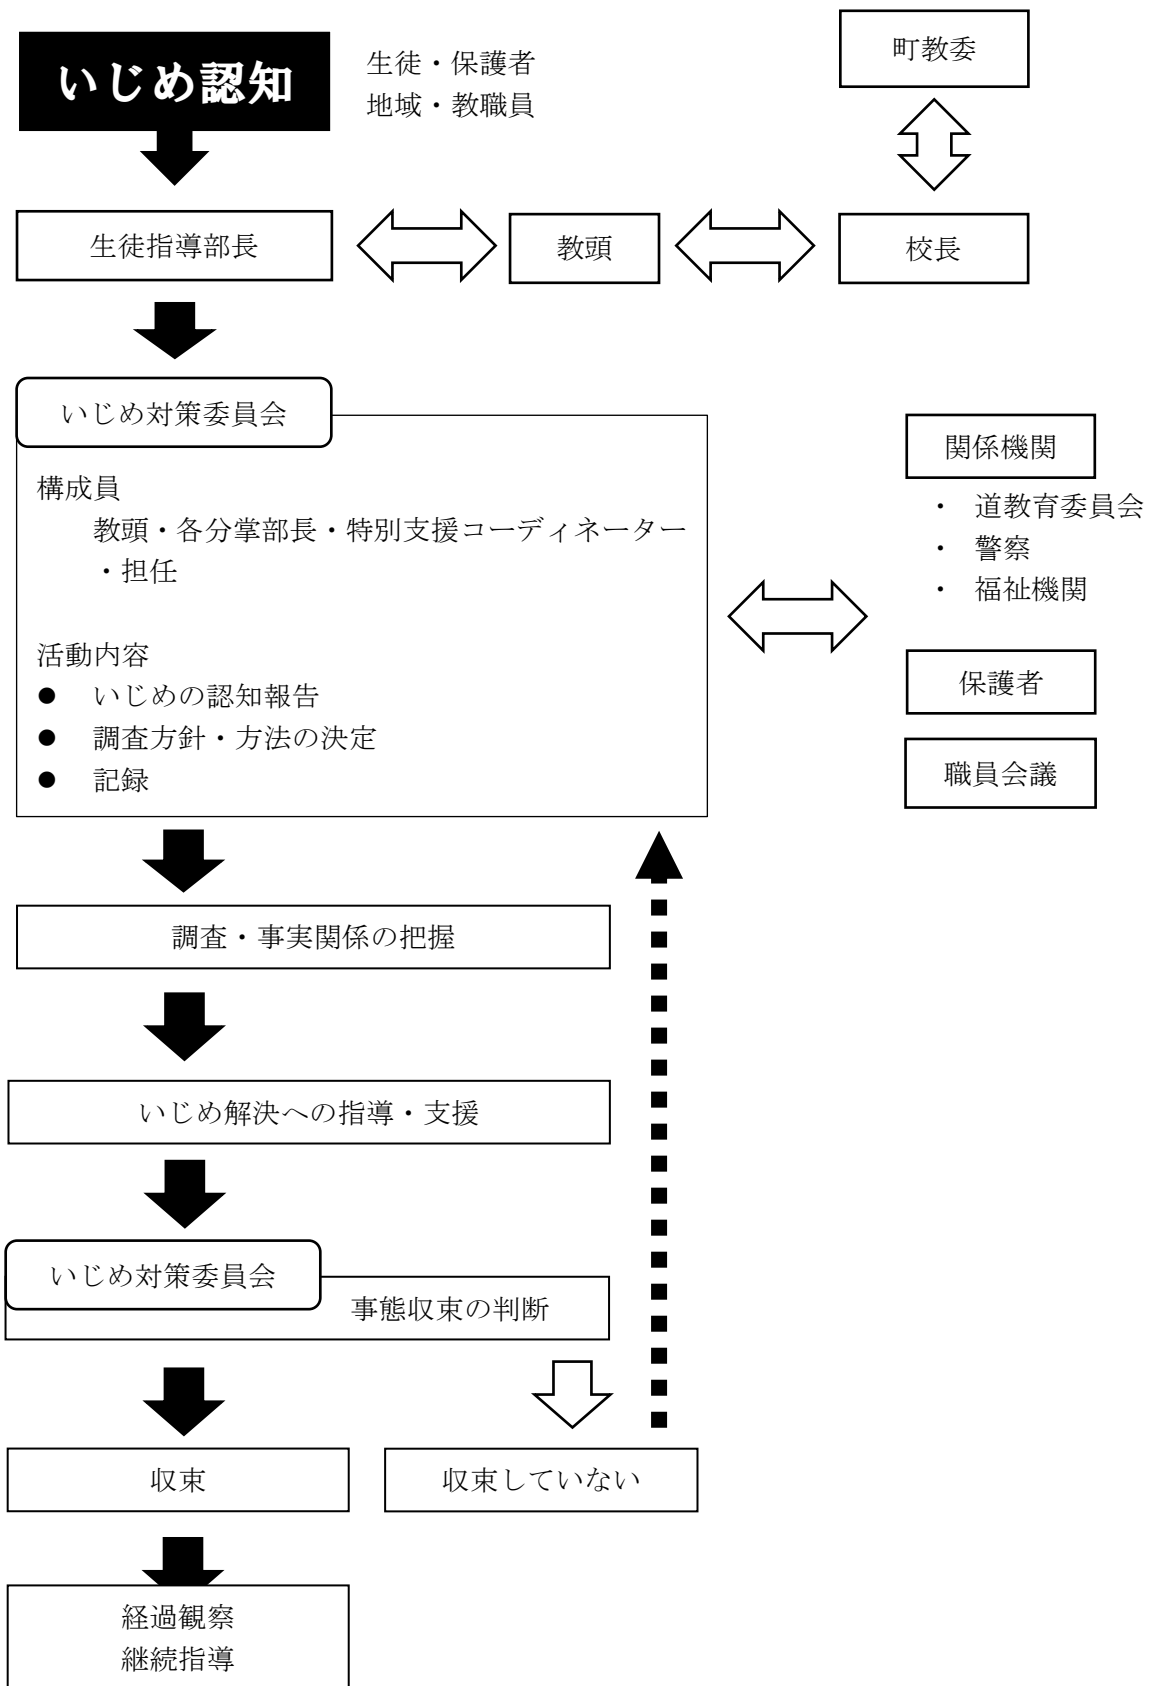 いじめ認知
生徒・保護者
地域・教職員
町教委
生徒指導部長
教頭
校長
いじめ対策委員会
構成員
教頭・各分掌部長・特別支援コーディネーター
・担任
活動内容
● いじめの認知報告
● 調査方針・方法の決定
● 記録
関係機関
・ 道教育委員会
・ 警察
・ 福祉機関
保護者
職員会議
調査・事実関係の把握
いじめ解決への指導・支援
いじめ対策委員会
事態収束の判断
収束
収束していない
経過観察
継続指導